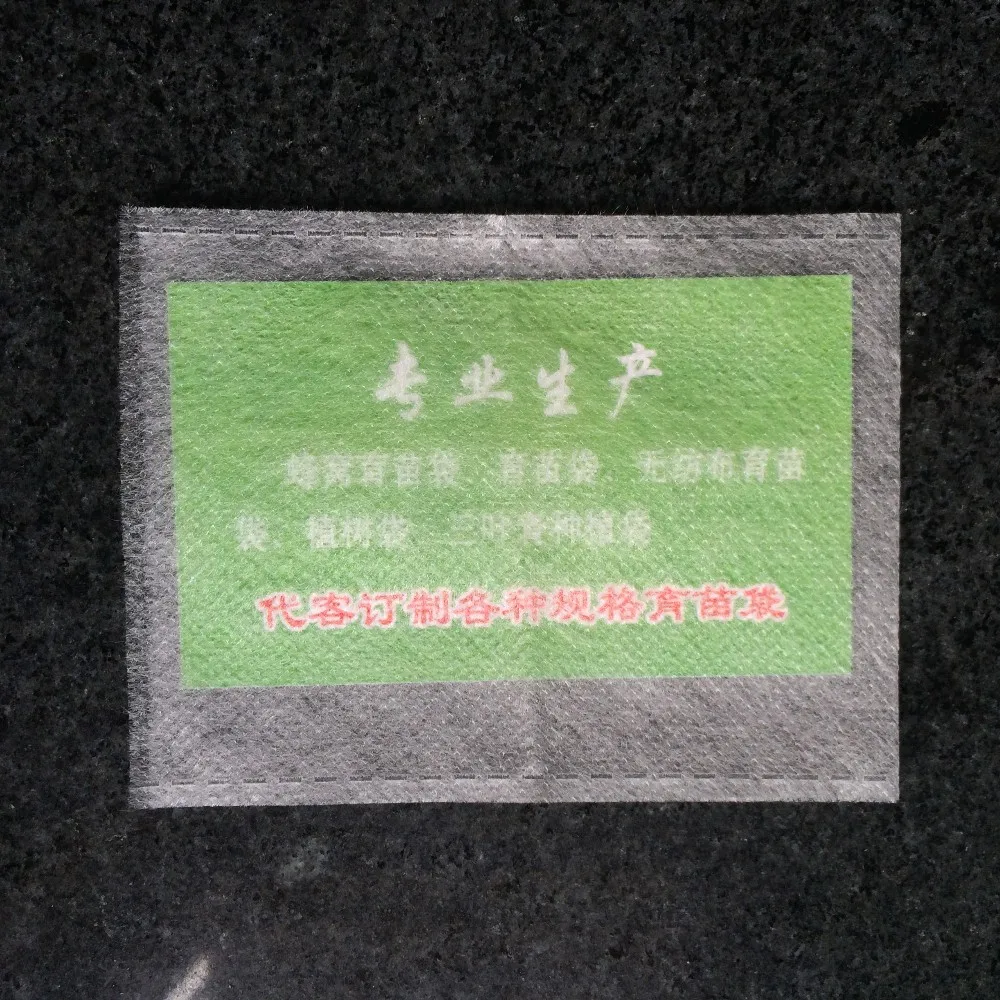 专业生产
蜂窝育苗袋、育苗袋、无纺布育苗
袋、植树袋、三叶青种植袋
代客订制各种规格育苗袋